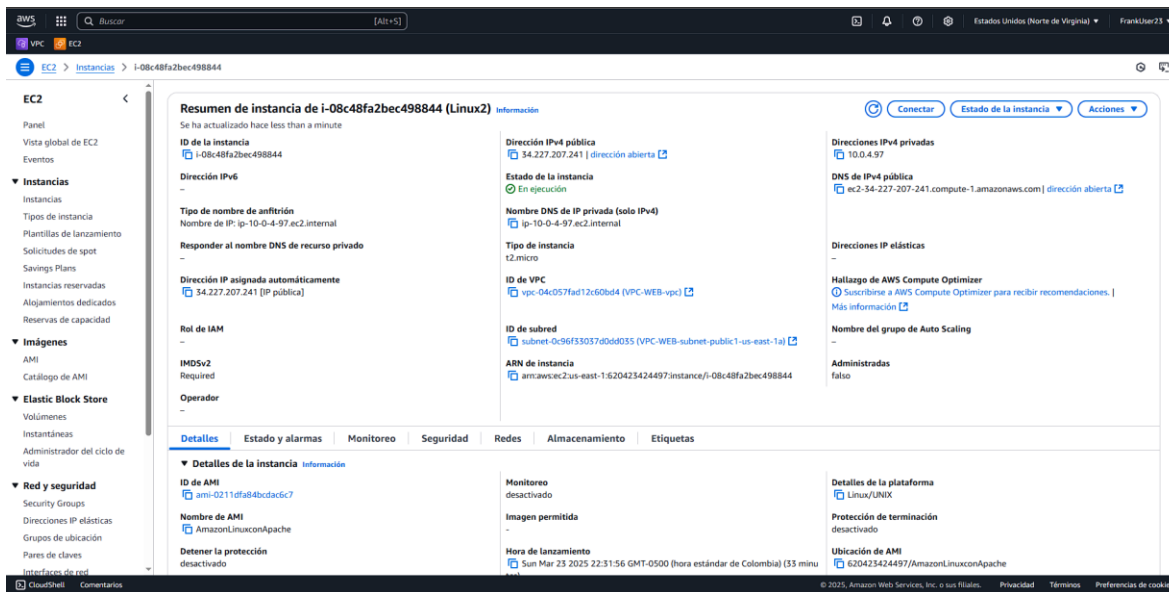 aws
Buscar
[Alt+S]
Estados Unidos (Norte de Virginia)
FrankUser23
VPC
EC2
EC2 > Instancias > i-08c48fa2bec498844
EC2
Panel
Vista global de EC2
Eventos
Instancias
Instancias
Tipos de instancia
Plantillas de lanzamiento
Solicitudes de spot
Savings Plans
Instancias reservadas
Alojamientos dedicados
Reservas de capacidad
Imágenes
AMI
Catálogo de AMI
Elastic Block Store
Volúmenes
Instantáneas
Administrador del ciclo de
vida
Red y seguridad
Security Groups
Direcciones IP elásticas
Grupos de ubicación
Pares de claves
Interfaces de red
Resumen de instancia de i-08c48fa2bec498844 (Linux2) Información
Conectar
Estado de la instancia
Acciones
Se ha actualizado hace less than a minute
ID de la instancia
i-08c48fa2bec498844
Dirección IPv4 pública
34.227.207.241 | dirección abierta
Direcciones IPv4 privadas
10.0.4.97
Dirección IPv6
–
Estado de la instancia
En ejecución
DNS de IPv4 pública
ec2-34-227-207-241.compute-1.amazonaws.com | dirección abierta
Tipo de nombre de anfitrión
Nombre de IP: ip-10-0-4-97.ec2.internal
Nombre DNS de IP privada (solo IPv4)
ip-10-0-4-97.ec2.internal
Responder al nombre DNS de recurso privado
–
Tipo de instancia
t2.micro
Direcciones IP elásticas
–
Dirección IP asignada automáticamente
34.227.207.241 [IP pública]
ID de VPC
vpc-04c057fad12c60bd4 (VPC-WEB-vpc)
Hallazgo de AWS Compute Optimizer
Suscribirse a AWS Compute Optimizer para recibir recomendaciones. |
Más información
Rol de IAM
–
ID de subred
subnet-0c96f33037d0dd035 (VPC-WEB-subnet-public1-us-east-1a)
Nombre del grupo de Auto Scaling
–
IMDSv2
Required
ARN de instancia
arn:aws:ec2:us-east-1:620423424497:instance/i-08c48fa2bec498844
Administradas
falso
Operador
–
Detalles
Estado y alarmas
Monitoreo
Seguridad
Redes
Almacenamiento
Etiquetas
Detalles de la instancia Información
ID de AMI
ami-0211dfa84bcdac6c7
Monitoreo
desactivado
Detalles de la plataforma
Linux/UNIX
Nombre de AMI
AmazonLinuxconApache
Imagen permitida
–
Protección de terminación
desactivado
Detener la protección
desactivado
Hora de lanzamiento
Sun Mar 23 2025 22:31:56 GMT-0500 (hora estándar de Colombia) (33 minu
Ubicación de AMI
620423424497/AmazonLinuxconApache
CloudShell
Comentarios
© 2025, Amazon Web Services, Inc. o sus filiales.
Privacidad
Términos
Preferencias de cookie